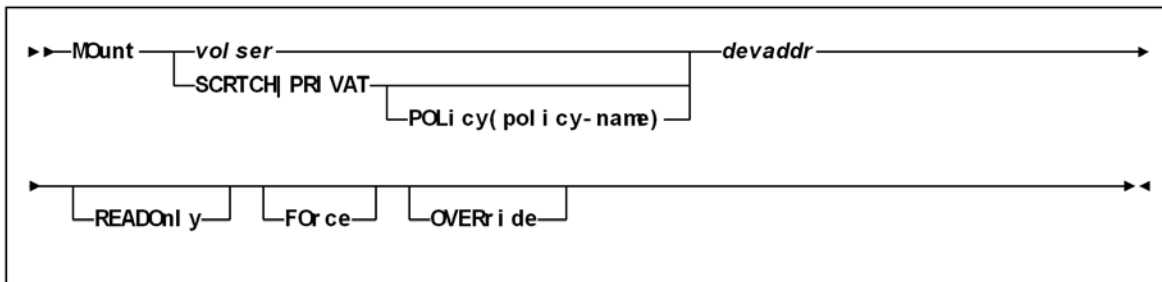 MOunt volser devaddr
SCRTCH|PRIVAT
POLicy(policy-name)
READOnly FOrce OVERride